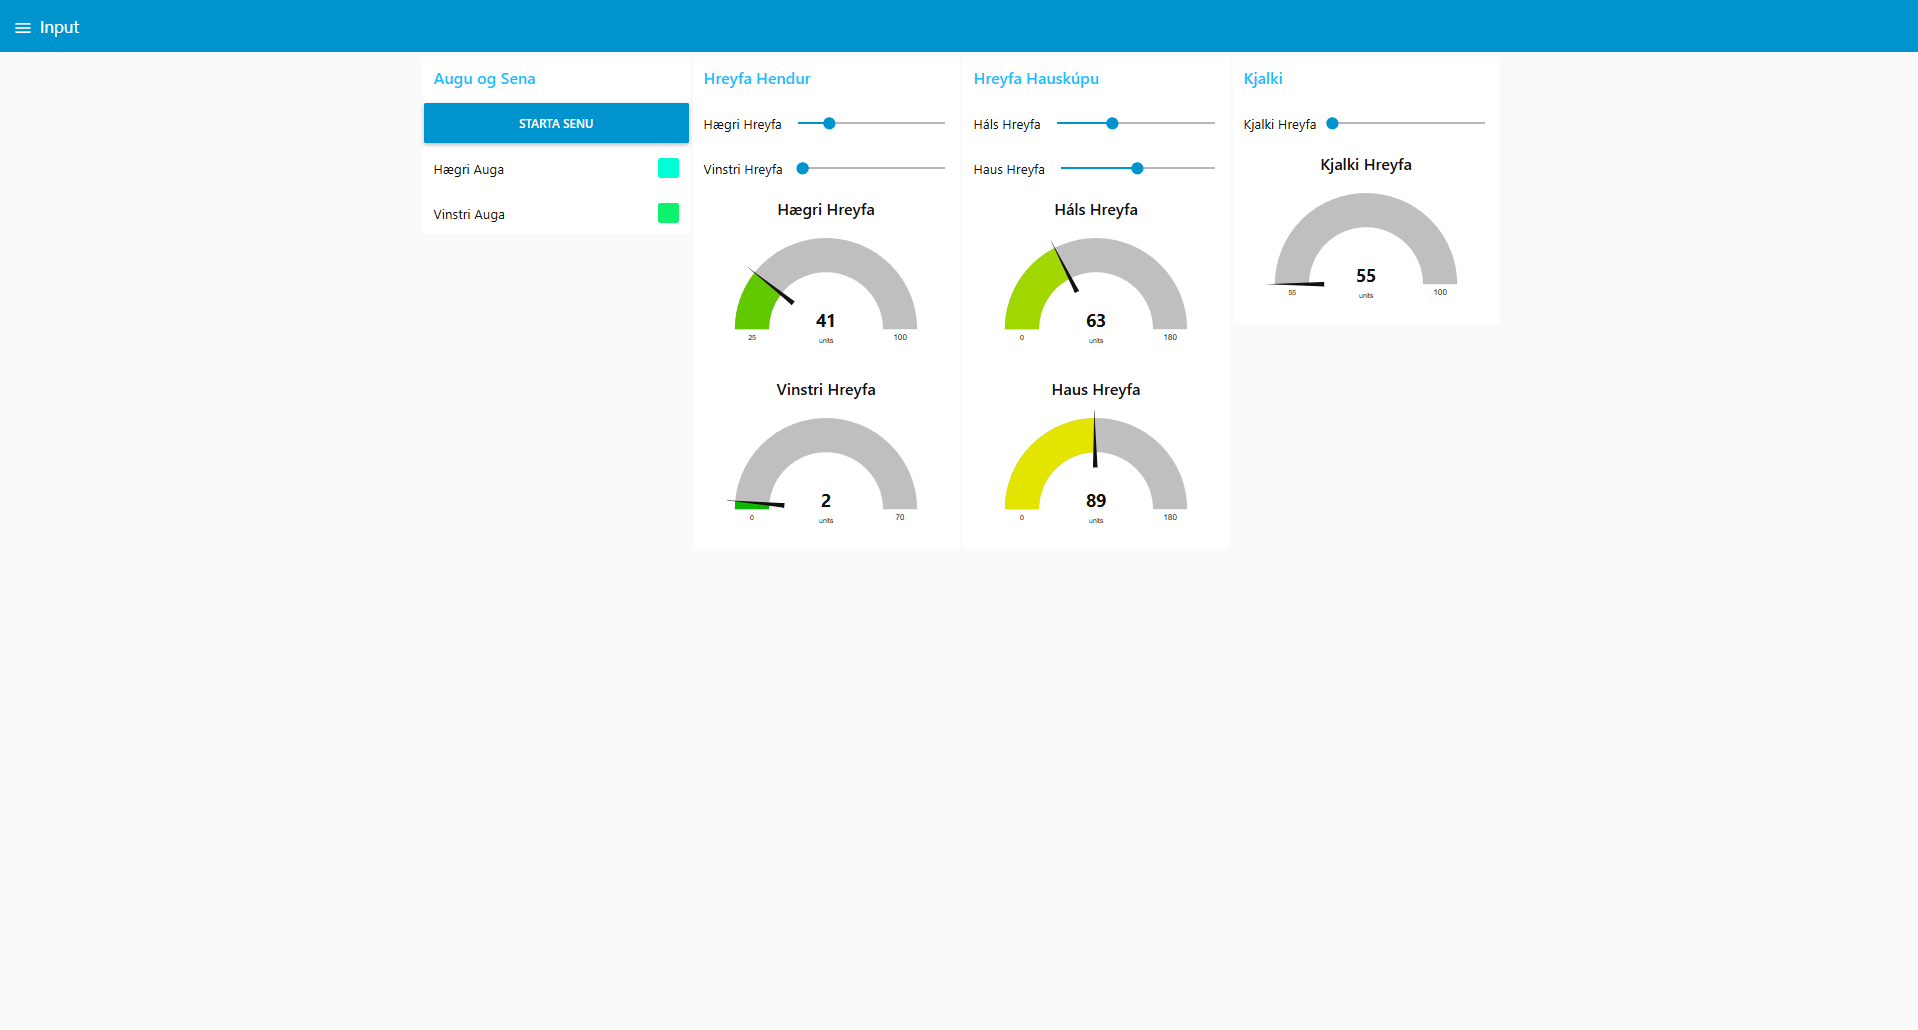 Input
Augu og Sena
STARTA SENU
Hægri Auga
Vinstri Auga
Hreyfa Hendur
Hægri Hreyfa
Vinstri Hreyfa
Hægri Hreyfa
41
units
25
100
Vinstri Hreyfa
2
units
0
70
Hreyfa Hauskúpu
Háls Hreyfa
Haus Hreyfa
Háls Hreyfa
63
units
0
180
Haus Hreyfa
89
units
0
180
Kjalki
Kjalki Hreyfa
Kjalki Hreyfa
55
units
55
100